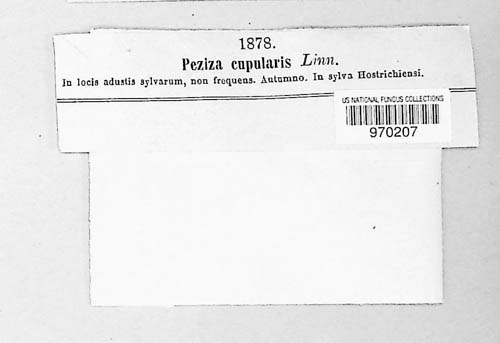 1878.
Peziza cupularis Linn.
In locis adustis sylvarum, non frequens. Autumno. In sylva Hostrichiensi.
US NATIONAL FUNGUS COLLECTIONS
970207